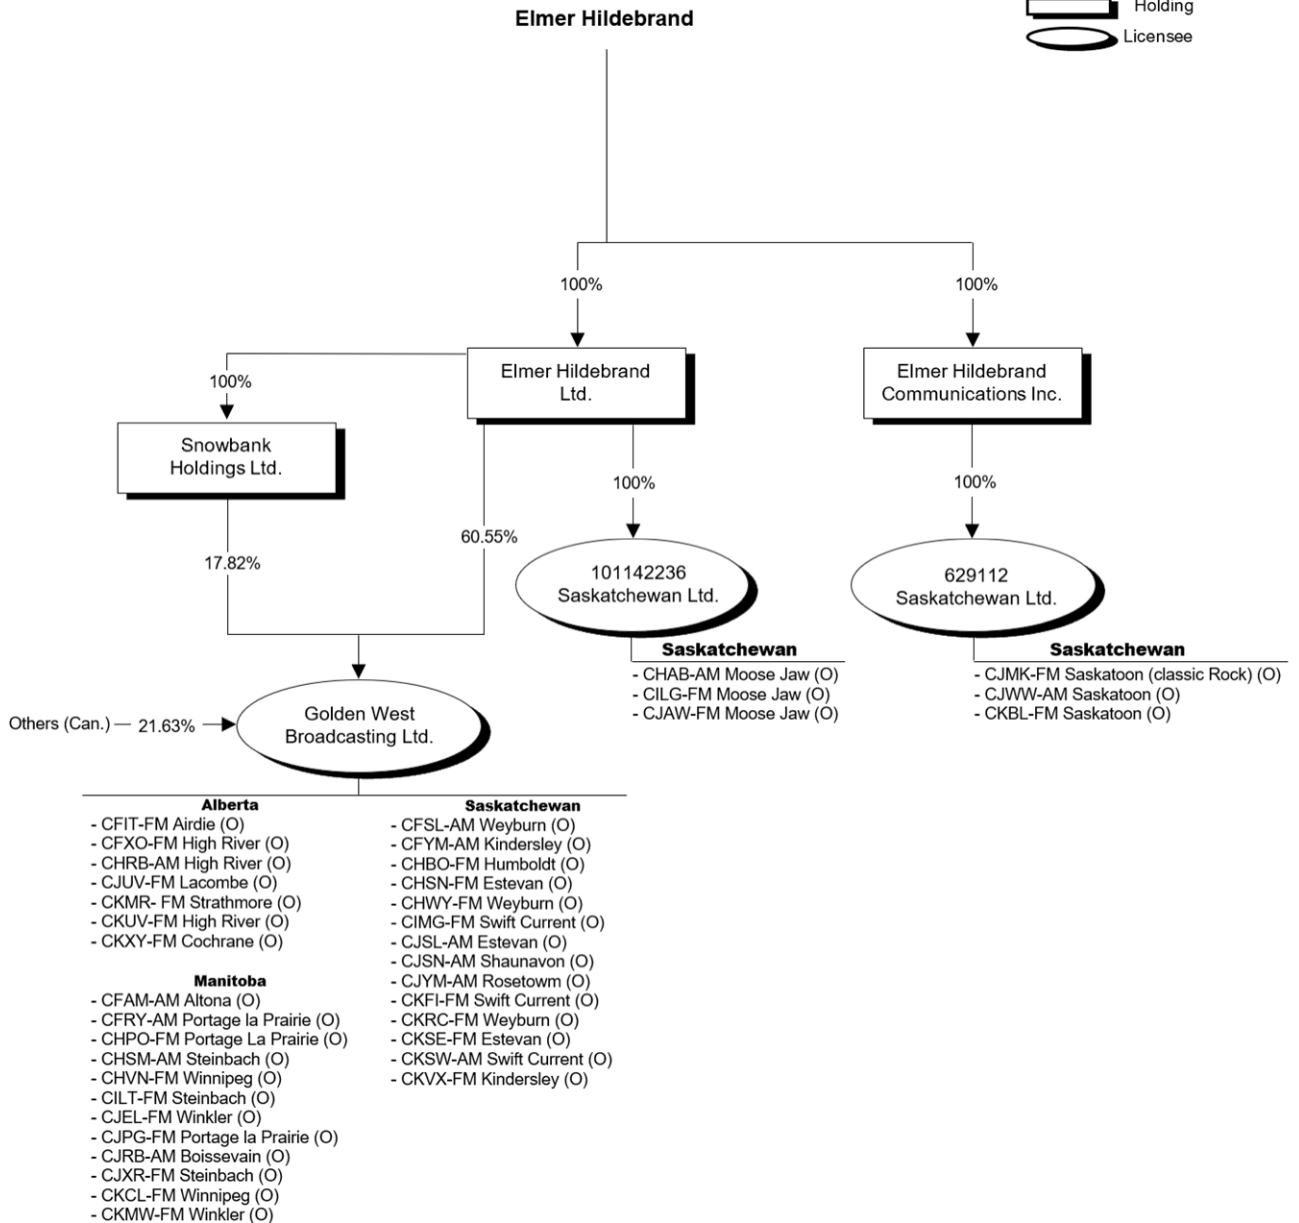 Elmer Hildebrand
Holding
Licensee
100%
100%
Elmer Hildebrand
Ltd.
Elmer Hildebrand
Communications Inc.
100%
Snowbank
Holdings Ltd.
100%
100%
60.55%
17.82%
101142236
Saskatchewan Ltd.
629112
Saskatchewan Ltd.
Saskatchewan
- CHAB-AM Moose Jaw (O)
- CILG-FM Moose Jaw (O)
- CJAW-FM Moose Jaw (O)
Saskatchewan
- CJMK-FM Saskatoon (classic Rock) (O)
- CJWW-AM Saskatoon (O)
- CKBL-FM Saskatoon (O)
Others (Can.) 21.63%
Golden West
Broadcasting Ltd.
Alberta
- CFIT-FM Airdie (O)
- CFXO-FM High River (O)
- CHRB-AM High River (O)
- CJUV-FM Lacombe (O)
- CKMR- FM Strathmore (O)
- CKUV-FM High River (O)
- CKXY-FM Cochrane (O)
Manitoba
- CFAM-AM Altona (O)
- CFRY-AM Portage la Prairie (O)
- CHPO-FM Portage La Prairie (O)
- CHSM-AM Steinbach (O)
- CHVN-FM Winnipeg (O)
- CILT-FM Steinbach (O)
- CJEL-FM Winkler (O)
- CJPG-FM Portage la Prairie (O)
- CJRB-AM Boissevain (O)
- CJXR-FM Steinbach (O)
- CKCL-FM Winnipeg (O)
- CKMW-FM Winkler (O)
Saskatchewan
- CFSL-AM Weyburn (O)
- CFYM-AM Kindersley (O)
- CHBO-FM Humboldt (O)
- CHSN-FM Estevan (O)
- CHWY-FM Weyburn (O)
- CIMG-FM Swift Current (O)
- CJSL-AM Estevan (O)
- CJSN-AM Shaunavon (O)
- CJYM-AM Rosetowm (O)
- CKFI-FM Swift Current (O)
- CKRC-FM Weyburn (O)
- CKSE-FM Estevan (O)
- CKSW-AM Swift Current (O)
- CKVX-FM Kindersley (O)